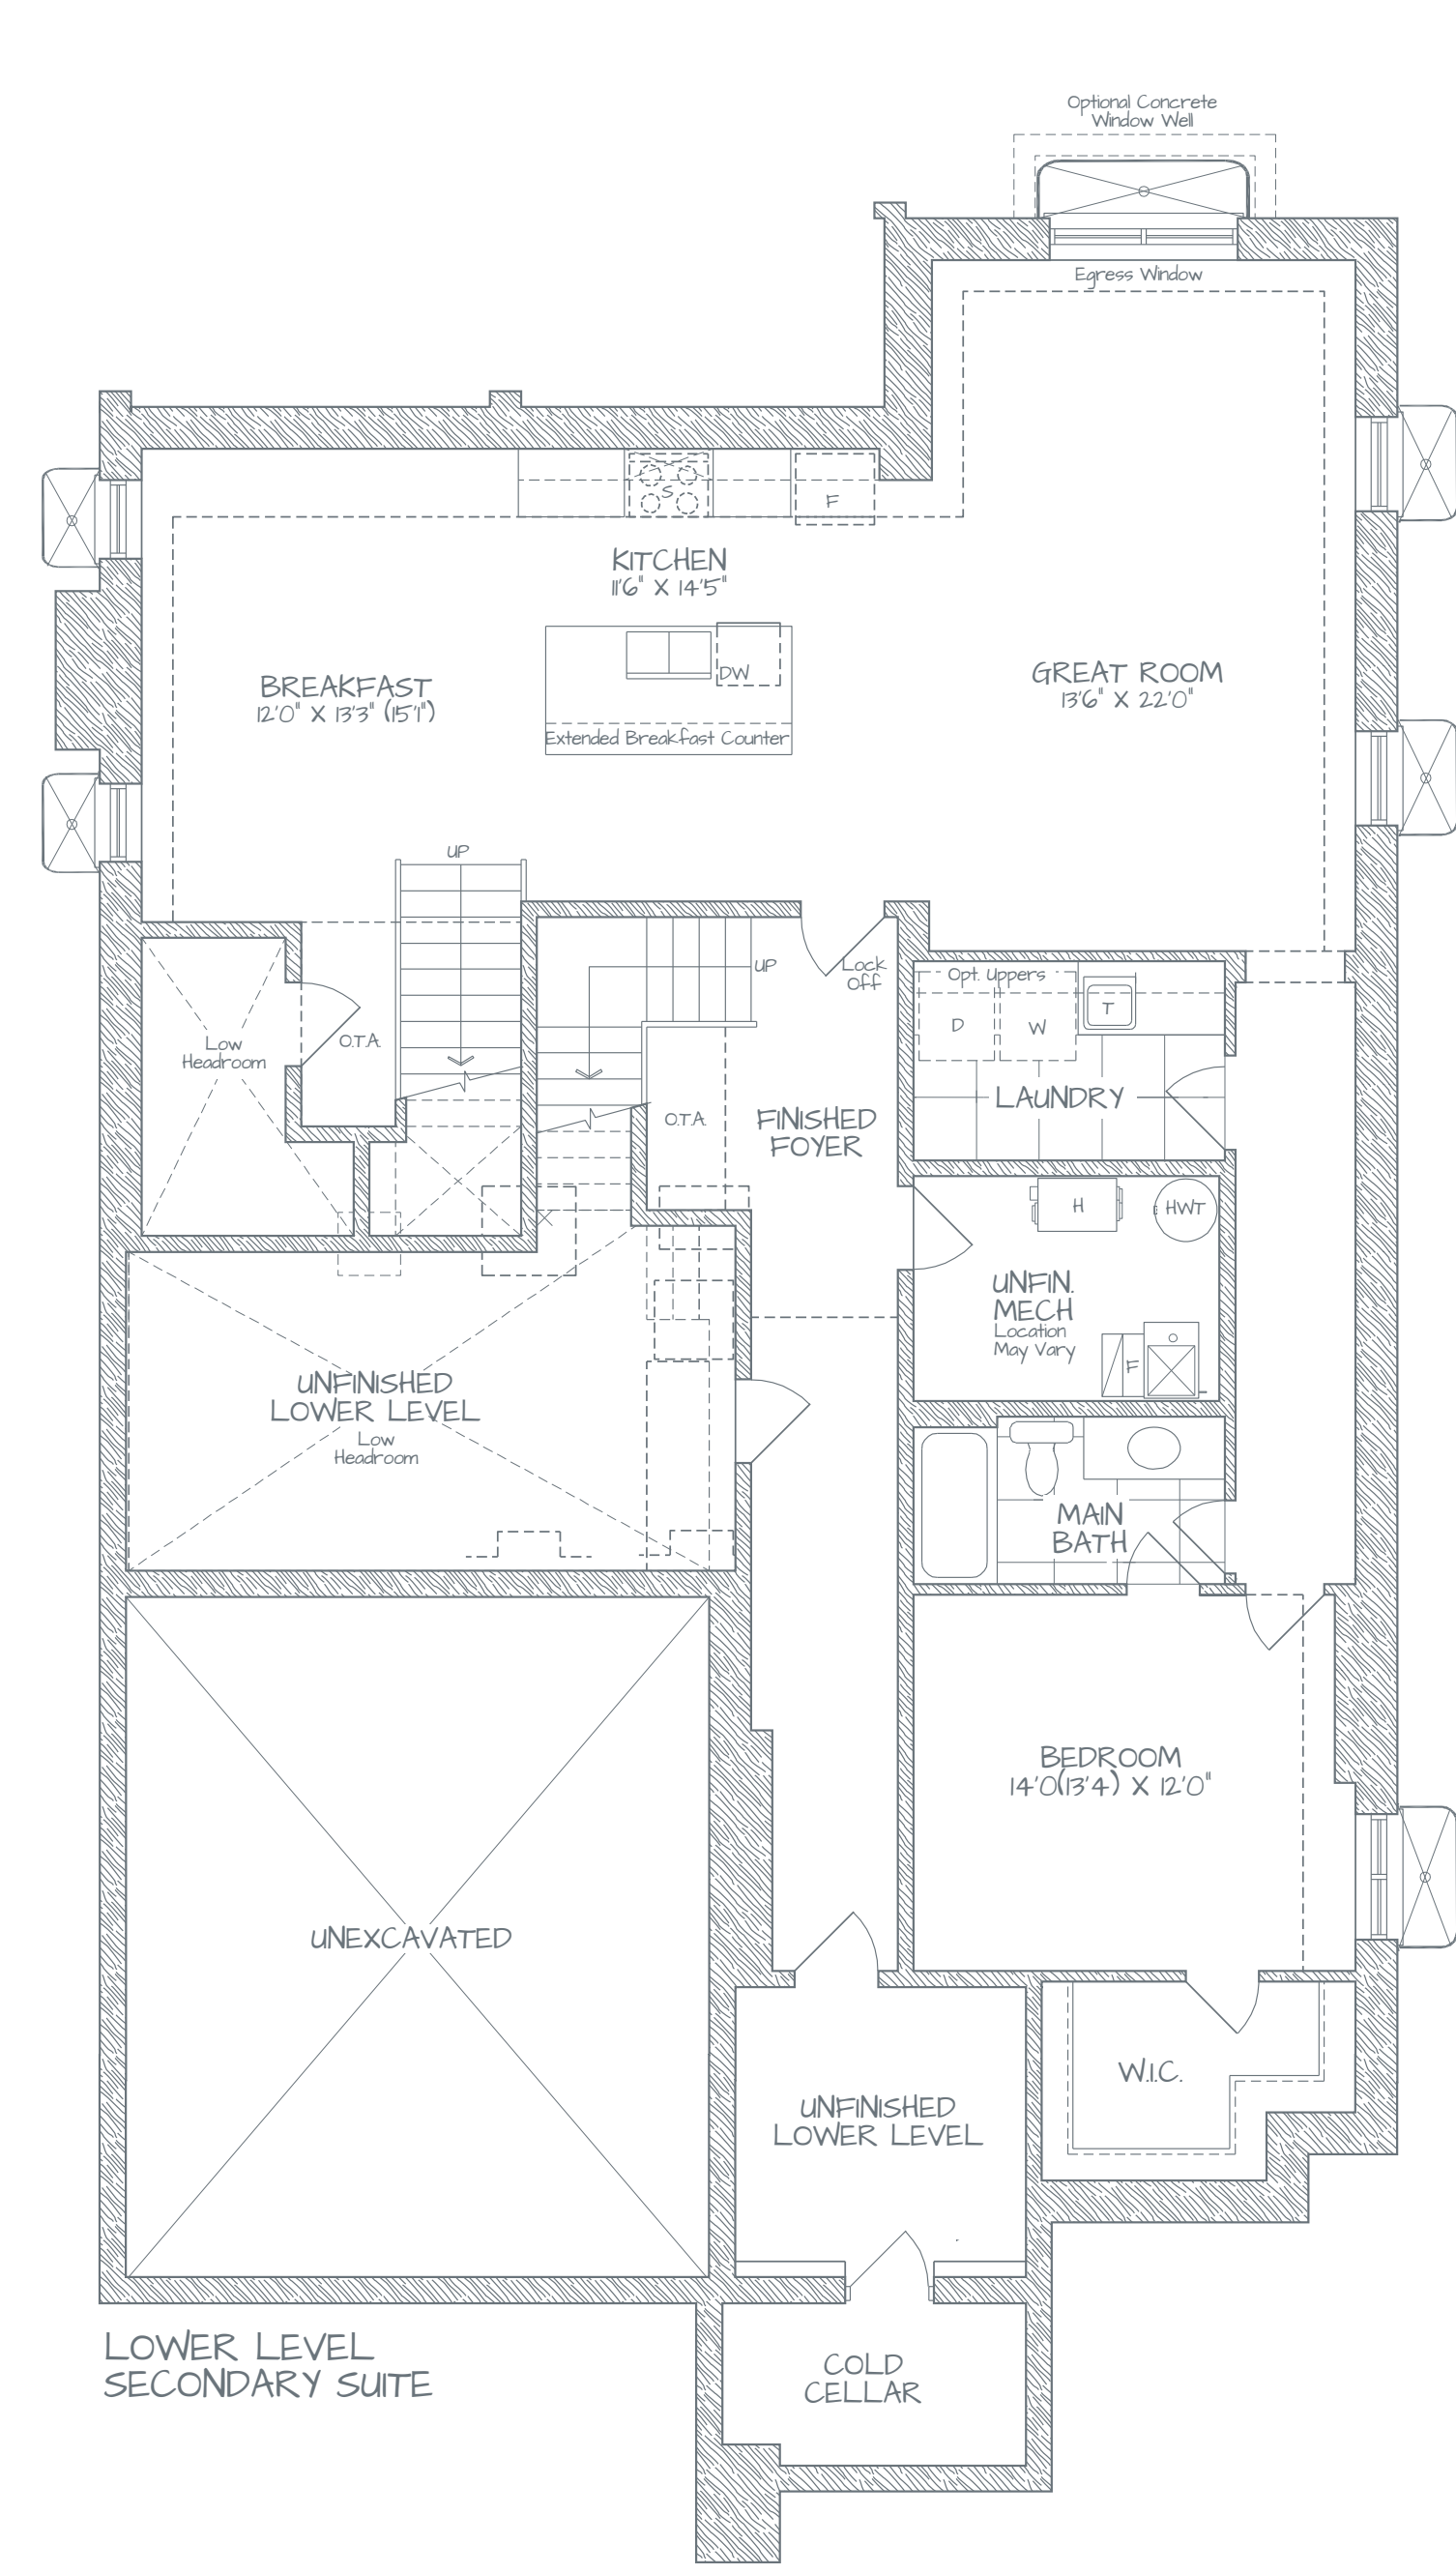 Optional Concrete
Window Well
Egress Window
S
F
KITCHEN
11'6" X 14'5"
DW
Extended Breakfast Counter
BREAKFAST
12'0" X 13'3" (15'1")
GREAT ROOM
13'6" X 22'0"
UP
UP
Lock
Off
Opt. Uppers
D
W
T
Low
Headroom
O.T.A.
LAUNDRY
O.T.A.
FINISHED
FOYER
H
HWT
UNFIN.
MECH
Location
May Vary
F
UNFINISHED
LOWER LEVEL
Low
Headroom
MAIN
BATH
BEDROOM
14'0(13'4) X 12'0"
UNEXCAVATED
W.I.C.
UNFINISHED
LOWER LEVEL
LOWER LEVEL
SECONDARY SUITE
COLD
CELLAR